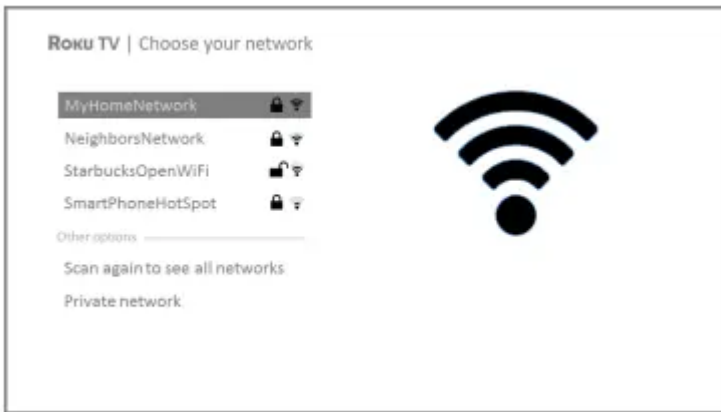 ROKU TV | Choose your network
MyHomeNetwork
NeighborsNetwork
StarbucksOpenWiFi
SmartPhoneHotSpot
Other options
Scan again to see all networks
Private network